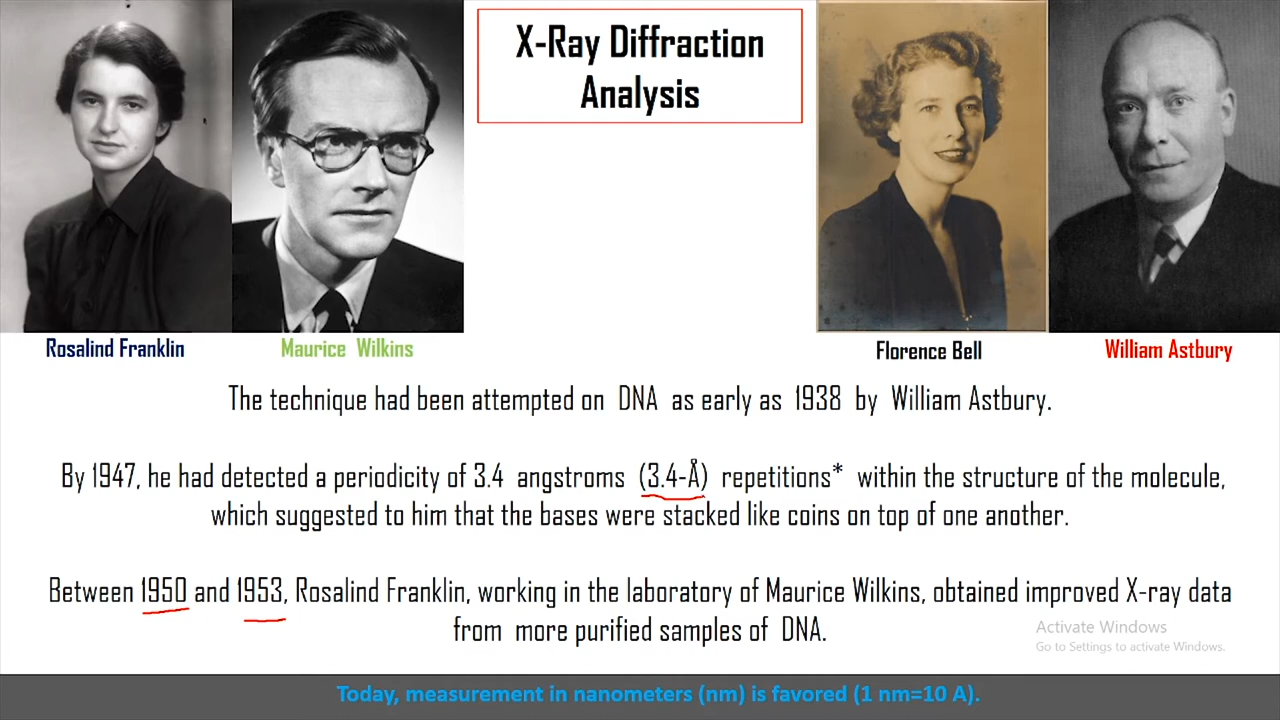 X-Ray Diffraction
Analysis
Rosalind Franklin
Maurice Wilkins
Florence Bell
William Astbury
The technique had been attempted on DNA as early as 1938 by William Astbury.
By 1947, he had detected a periodicity of 3.4 angstroms (3.4-Å) repetitions* within the structure of the molecule,
which suggested to him that the bases were stacked like coins on top of one another.
Between 1950 and 1953, Rosalind Franklin, working in the laboratory of Maurice Wilkins, obtained improved X-ray data
from more purified samples of DNA.
Activate Windows
Go to Settings to activate Windows.
Today, measurement in nanometers (nm) is favored (1 nm=10 A).